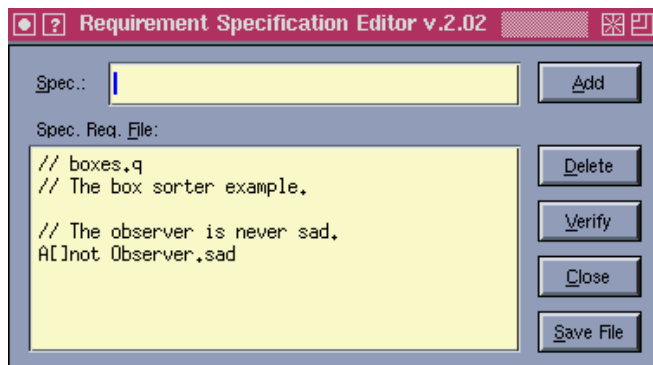 ? Requirement Specification Editor v.2.02
Spec.: Add
Spec. Req. File:
// boxes.q
// The box sorter example.
// The observer is never sad.
A[]not Observer.sad
Delete
Verify
Close
Save File